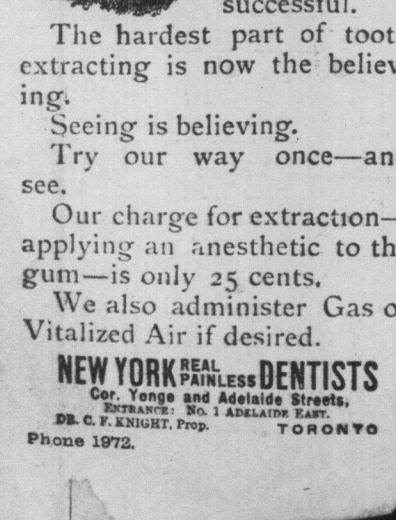 successful.
The hardest part of toot
extracting is now the believ
ing.
Seeing is believing.
Try our way once—an
see.
Our charge for extraction—
applying an anesthetic to th
gum—is only 25 cents.
We also administer Gas o
Vitalized Air if desired.
NEW YORK REAL PAINLESS DENTISTS
Cor. Yonge and Adelaide Streets,
ENTRANCE: No. 1 ADELAIDE EAST.
DR. C. F. KNIGHT, Prop. TORONTO
Phone 1972.